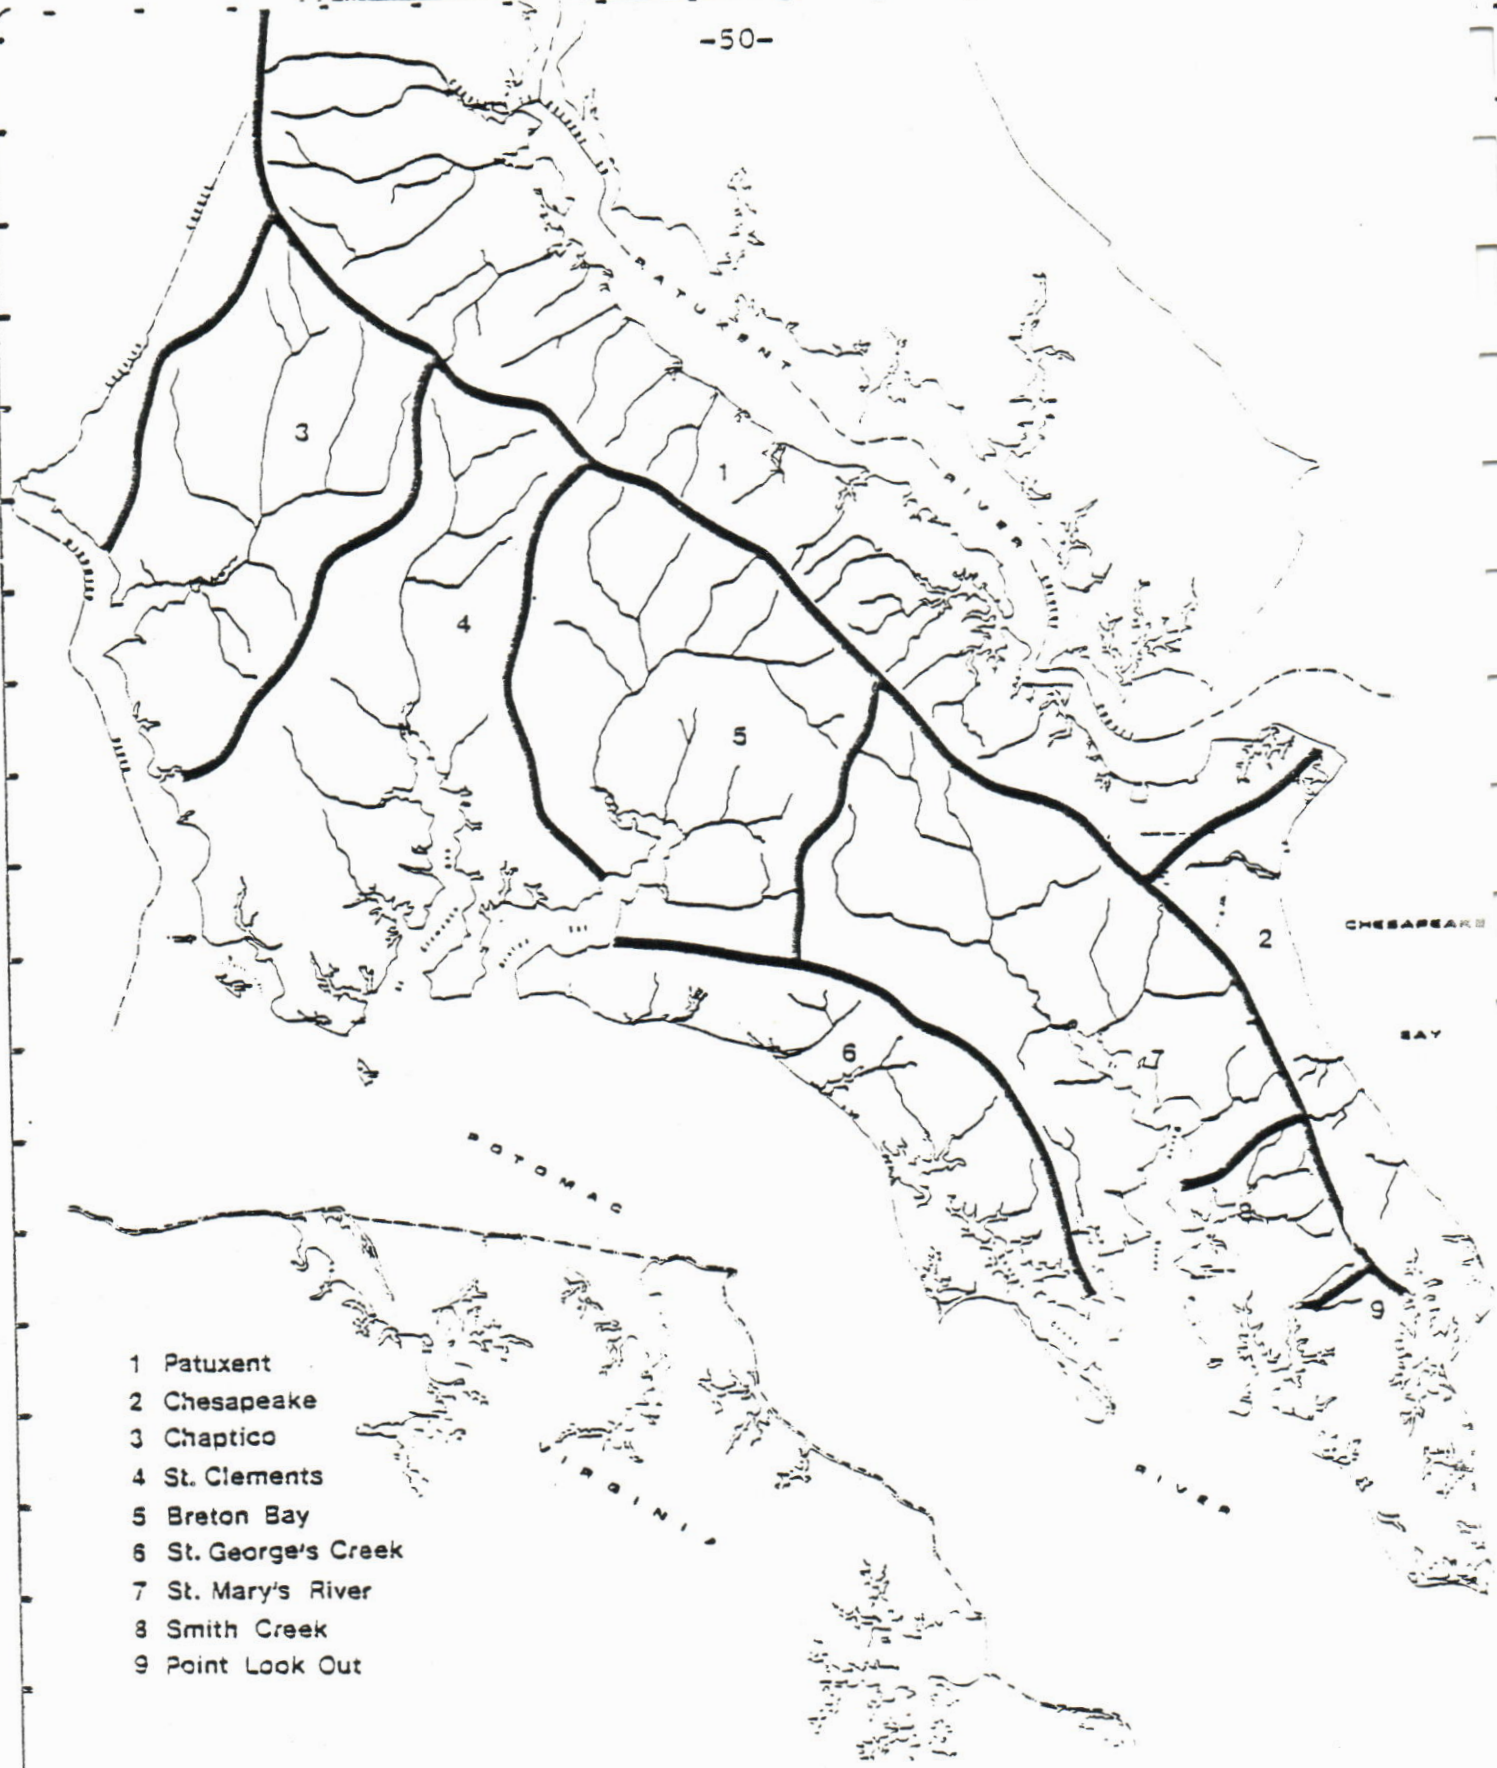 -50-
PATUXENT
3
1
RIVER
4
5
2
CHESAPEAKE
BAY
6
7
POTOMAC
8
9
1 Patuxent
2 Chesapeake
3 Chaptico
4 St. Clements
5 Breton Bay
6 St. George's Creek
7 St. Mary's River
8 Smith Creek
9 Point Look Out
VIRGINIA
RIVER